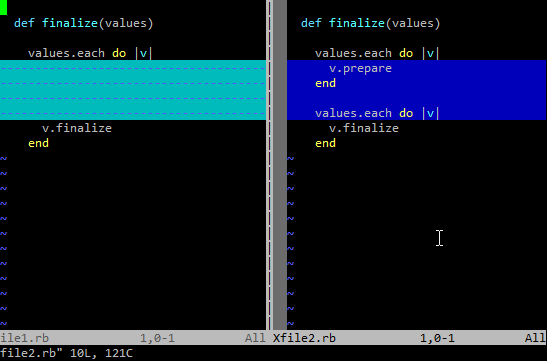 def finalize(values)
values.each do |v|
v.finalize
end
~
~
~
~
~
~
~
~
~
~
~
~
def finalize(values)
values.each do |v|
v.prepare
end
values.each do |v|
v.finalize
end
~
~
~
~
~
~
~
~
~
~
~
~
ile1.rb 1,0-1 All Xfile2.rb 1,0-1 All
file2.rb" 10L, 121C